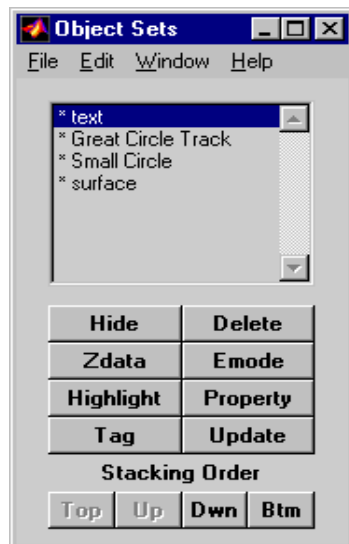 Object Sets
File Edit Window Help
* text
* Great Circle Track
* Small Circle
* surface
Hide Delete
Zdata Emode
Highlight Property
Tag Update
Stacking Order
Top Up Dwn Btm